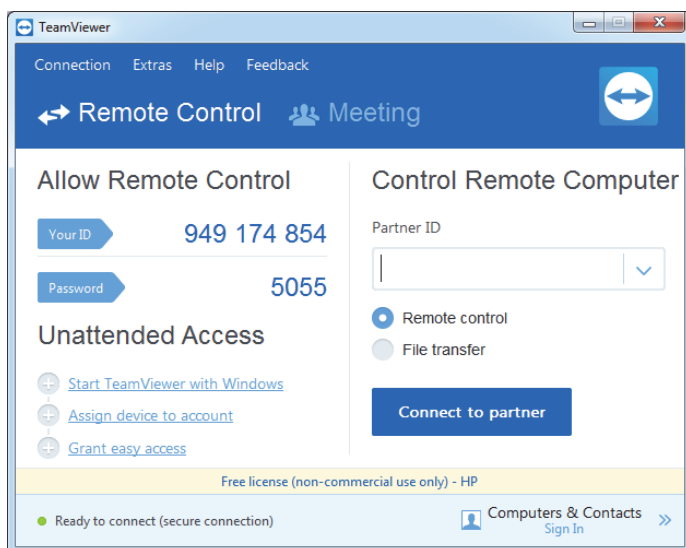 TeamViewer
Connection Extras Help Feedback
Remote Control Meeting
Allow Remote Control
Your ID 949 174 854
Password 5055
Unattended Access
Start TeamViewer with Windows
Assign device to account
Grant easy access
Control Remote Computer
Partner ID
Remote control
File transfer
Connect to partner
Free license (non-commercial use only) - HP
Ready to connect (secure connection)
Computers & Contacts
Sign In